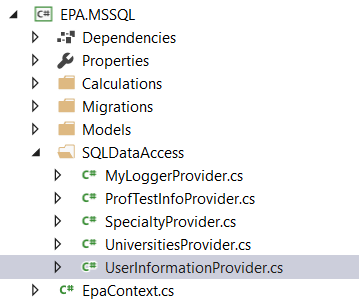 C# EPA.MSSQL
Dependencies
Properties
Calculations
Migrations
Models
SQLDataAccess
C# MyLoggerProvider.cs
C# ProfTestInfoProvider.cs
C# SpecialtyProvider.cs
C# UniversitiesProvider.cs
C# UserInformationProvider.cs
C# EpaContext.cs